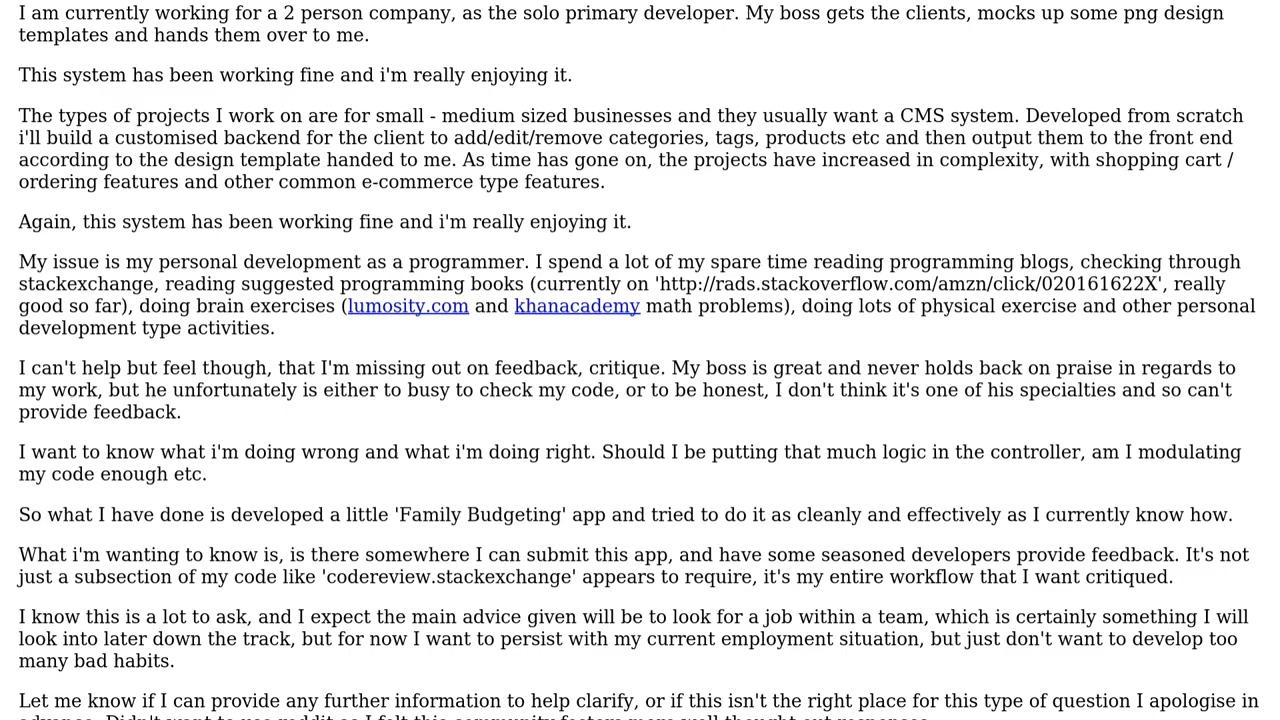 I am currently working for a 2 person company, as the solo primary developer. My boss gets the clients, mocks up some png design
templates and hands them over to me.
This system has been working fine and i'm really enjoying it.
The types of projects I work on are for small - medium sized businesses and they usually want a CMS system. Developed from scratch
i'll build a customised backend for the client to add/edit/remove categories, tags, products etc and then output them to the front end
according to the design template handed to me. As time has gone on, the projects have increased in complexity, with shopping cart /
ordering features and other common e-commerce type features.
Again, this system has been working fine and i'm really enjoying it.
My issue is my personal development as a programmer. I spend a lot of my spare time reading programming blogs, checking through
stackexchange, reading suggested programming books (currently on 'http://rads.stackoverflow.com/amzn/click/020161622X', really
good so far), doing brain exercises (lumosity.com and khanacademy math problems), doing lots of physical exercise and other personal
development type activities.
I can't help but feel though, that I'm missing out on feedback, critique. My boss is great and never holds back on praise in regards to
my work, but he unfortunately is either to busy to check my code, or to be honest, I don't think it's one of his specialties and so can't
provide feedback.
I want to know what i'm doing wrong and what i'm doing right. Should I be putting that much logic in the controller, am I modulating
my code enough etc.
So what I have done is developed a little 'Family Budgeting' app and tried to do it as cleanly and effectively as I currently know how.
What i'm wanting to know is, is there somewhere I can submit this app, and have some seasoned developers provide feedback. It's not
just a subsection of my code like 'codereview.stackexchange' appears to require, it's my entire workflow that I want critiqued.
I know this is a lot to ask, and I expect the main advice given will be to look for a job within a team, which is certainly something I will
look into later down the track, but for now I want to persist with my current employment situation, but just don't want to develop too
many bad habits.
Let me know if I can provide any further information to help clarify, or if this isn't the right place for this type of question I apologise in